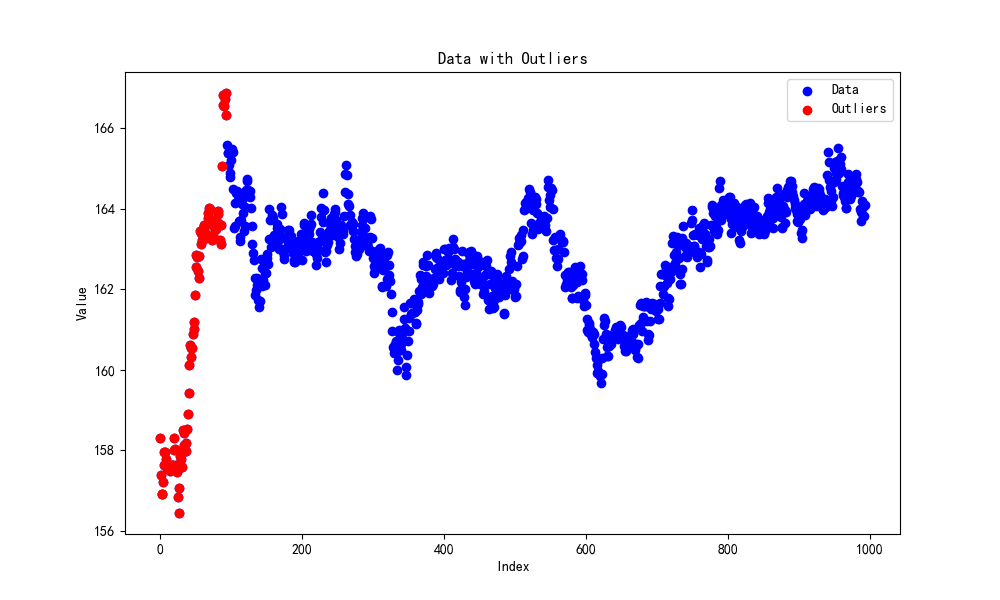 Data with Outliers
Data
Outliers
Value
166
164
162
160
158
156
0 200 400 600 800 1000
Index